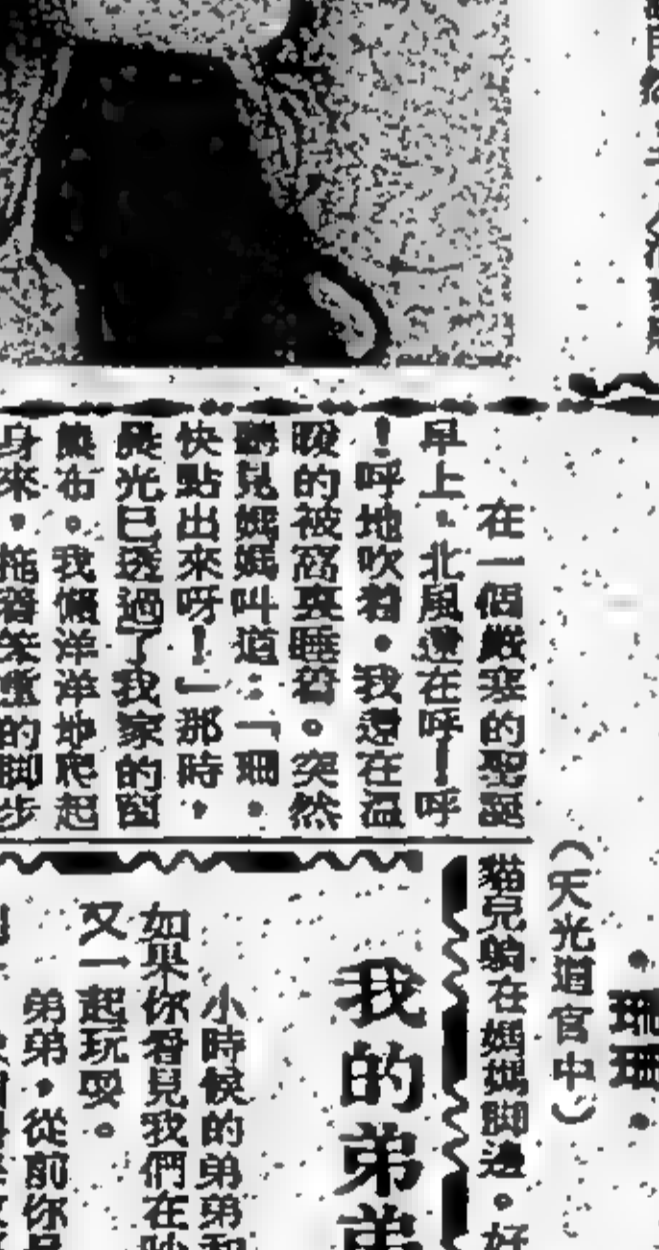 在一個嚴寒的聖誕
早上，北風還在呼！呼
！呼地吹着，我還在溫
暖的被窩裏睡着。突然
聽見媽媽叫道：「珊，
快點出來呀！」那時，
晨光已透過了我家的窗
簾布。我懶洋洋地爬起
身來，拖着笨重的脚步
•珊珊•
（天光道官中）
貓兒躺在媽媽脚邊。好
我的弟弟
小時候的弟弟和
如果你看見我們在吵
又一起玩耍。
弟弟，從前你是